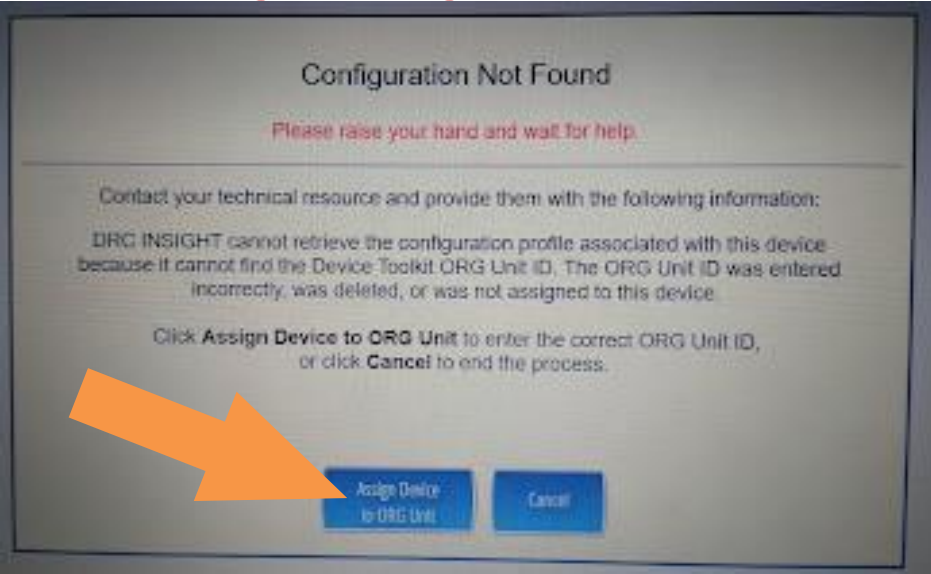 Configuration Not Found
Please raise your hand and wait for help.
Contact your technical resource and provide them with the following information:
DRC INSIGHT cannot retrieve the configuration profile associated with this device
because it cannot find the Device Toolkit ORG Unit ID. The ORG Unit ID was entered
incorrectly, was deleted, or was not assigned to this device.
Click Assign Device to ORG Unit to enter the correct ORG Unit ID,
or click Cancel to end the process.
Assign Device
to ORG Unit
Cancel